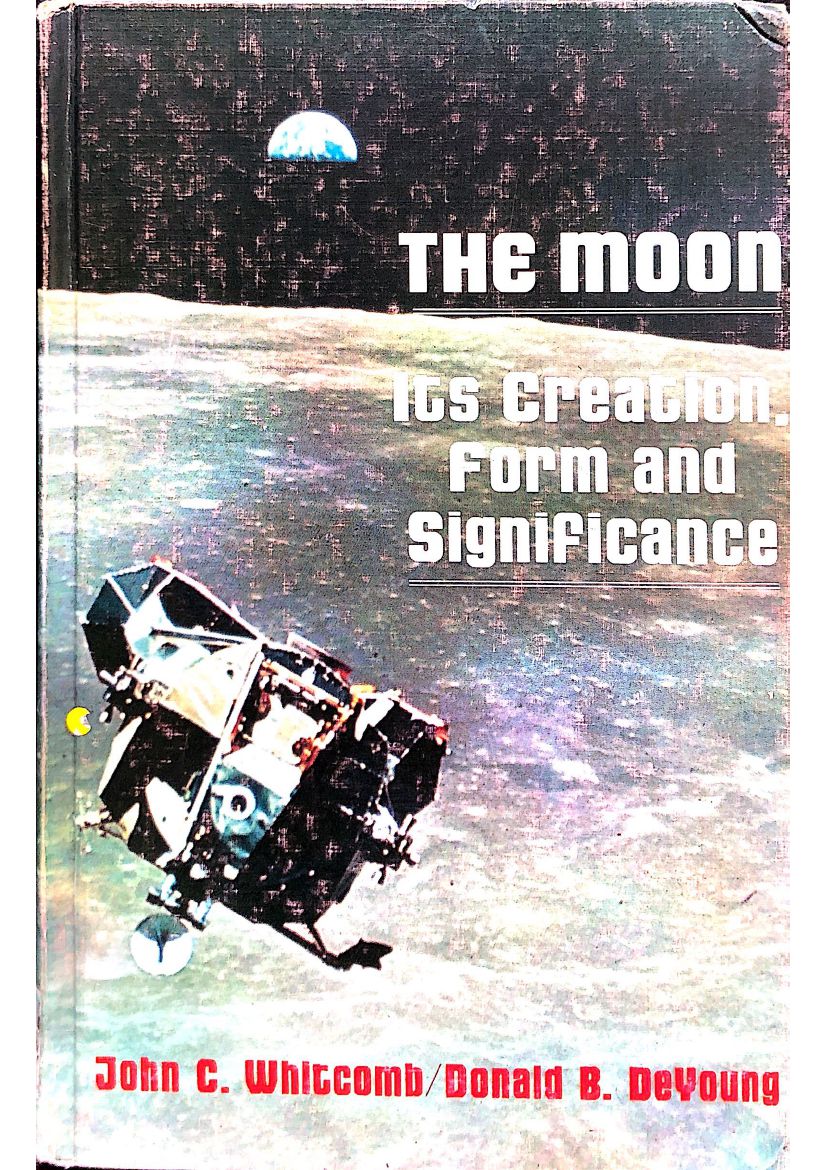 THE MOON
Its Creation,
Form and
Significance
John C. Whitcomb/Donald B. DeYoung